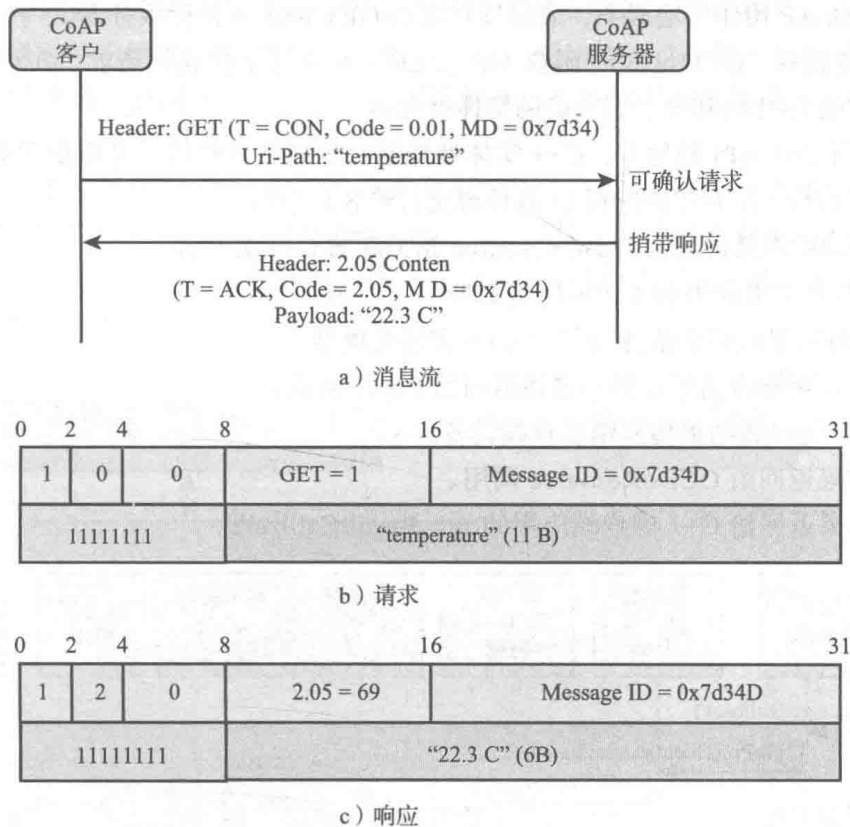 CoAP
客户
CoAP
服务器
Header: GET (T = CON, Code = 0.01, MD = 0x7d34)
Uri-Path: “temperature”
可确认请求
捎带响应
Header: 2.05 Conten
(T = ACK, Code = 2.05, M D = 0x7d34)
Payload: “22.3 C”
a）消息流
0 2 4 8 16 31
1 0 0 GET = 1 Message ID = 0x7d34D
11111111 “temperature” (11 B)
b）请求
0 2 4 8 16 31
1 2 0 2.05 = 69 Message ID = 0x7d34D
11111111 “22.3 C” (6B)
c）响应